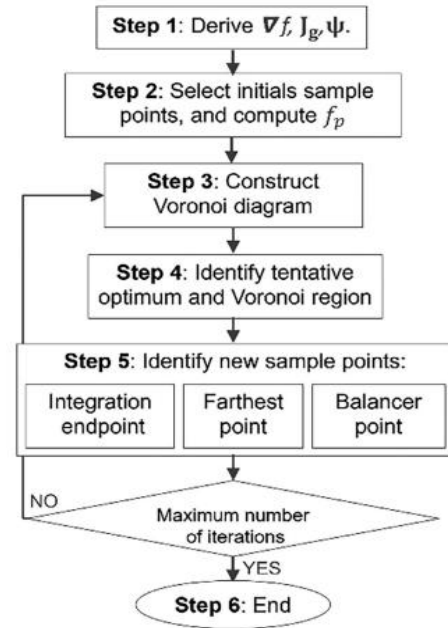 Step 1: Derive ∇f, J_g, ψ.
Step 2: Select initials sample
points, and compute f_p
Step 3: Construct
Voronoi diagram
Step 4: Identify tentative
optimum and Voronoi region
Step 5: Identify new sample points:
Integration
endpoint
Farthest
point
Balancer
point
NO
Maximum number
of iterations
YES
Step 6: End